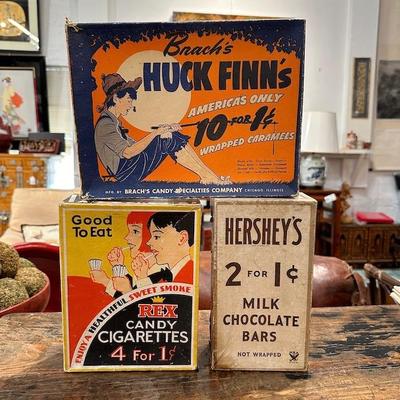 Brach's
HUCK FINN's
AMERICAS ONLY
10 FOR 1¢
WRAPPED CARAMELS
MFG. BY BRACH'S CANDY SPECIALTIES COMPANY CHICAGO, ILLINOIS
Good
To Eat
ENJOY A HEALTHFUL SWEET SMOKE
REX
CANDY
CIGARETTES
4 For 1¢
HERSHEY'S
2 FOR 1¢
MILK
CHOCOLATE
BARS
NOT WRAPPED